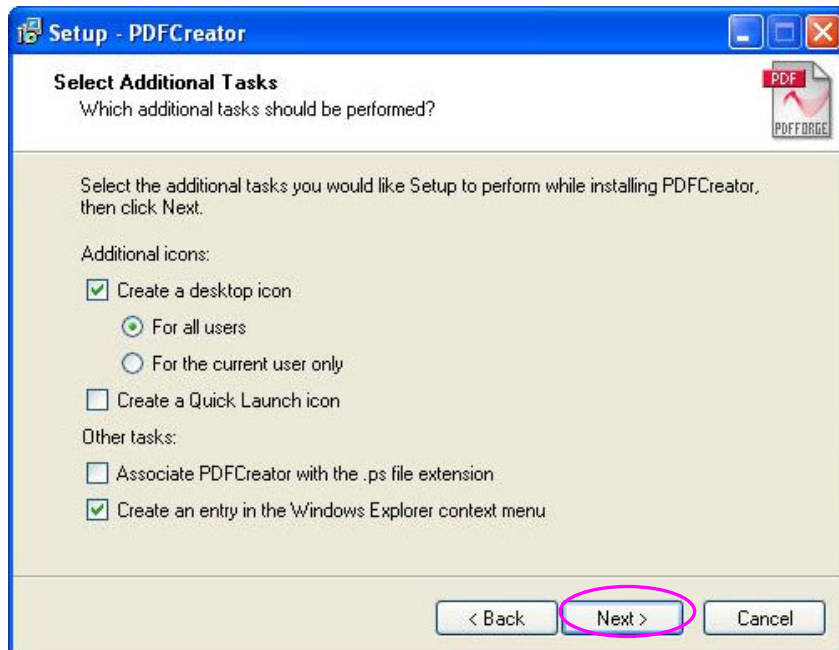 Setup - PDFCreator
Select Additional Tasks
Which additional tasks should be performed?
PDF
PDFFORGE
Select the additional tasks you would like Setup to perform while installing PDFCreator,
then click Next.
Additional icons:
Create a desktop icon
For all users
For the current user only
Create a Quick Launch icon
Other tasks:
Associate PDFCreator with the .ps file extension
Create an entry in the Windows Explorer context menu
< Back
Next >
Cancel